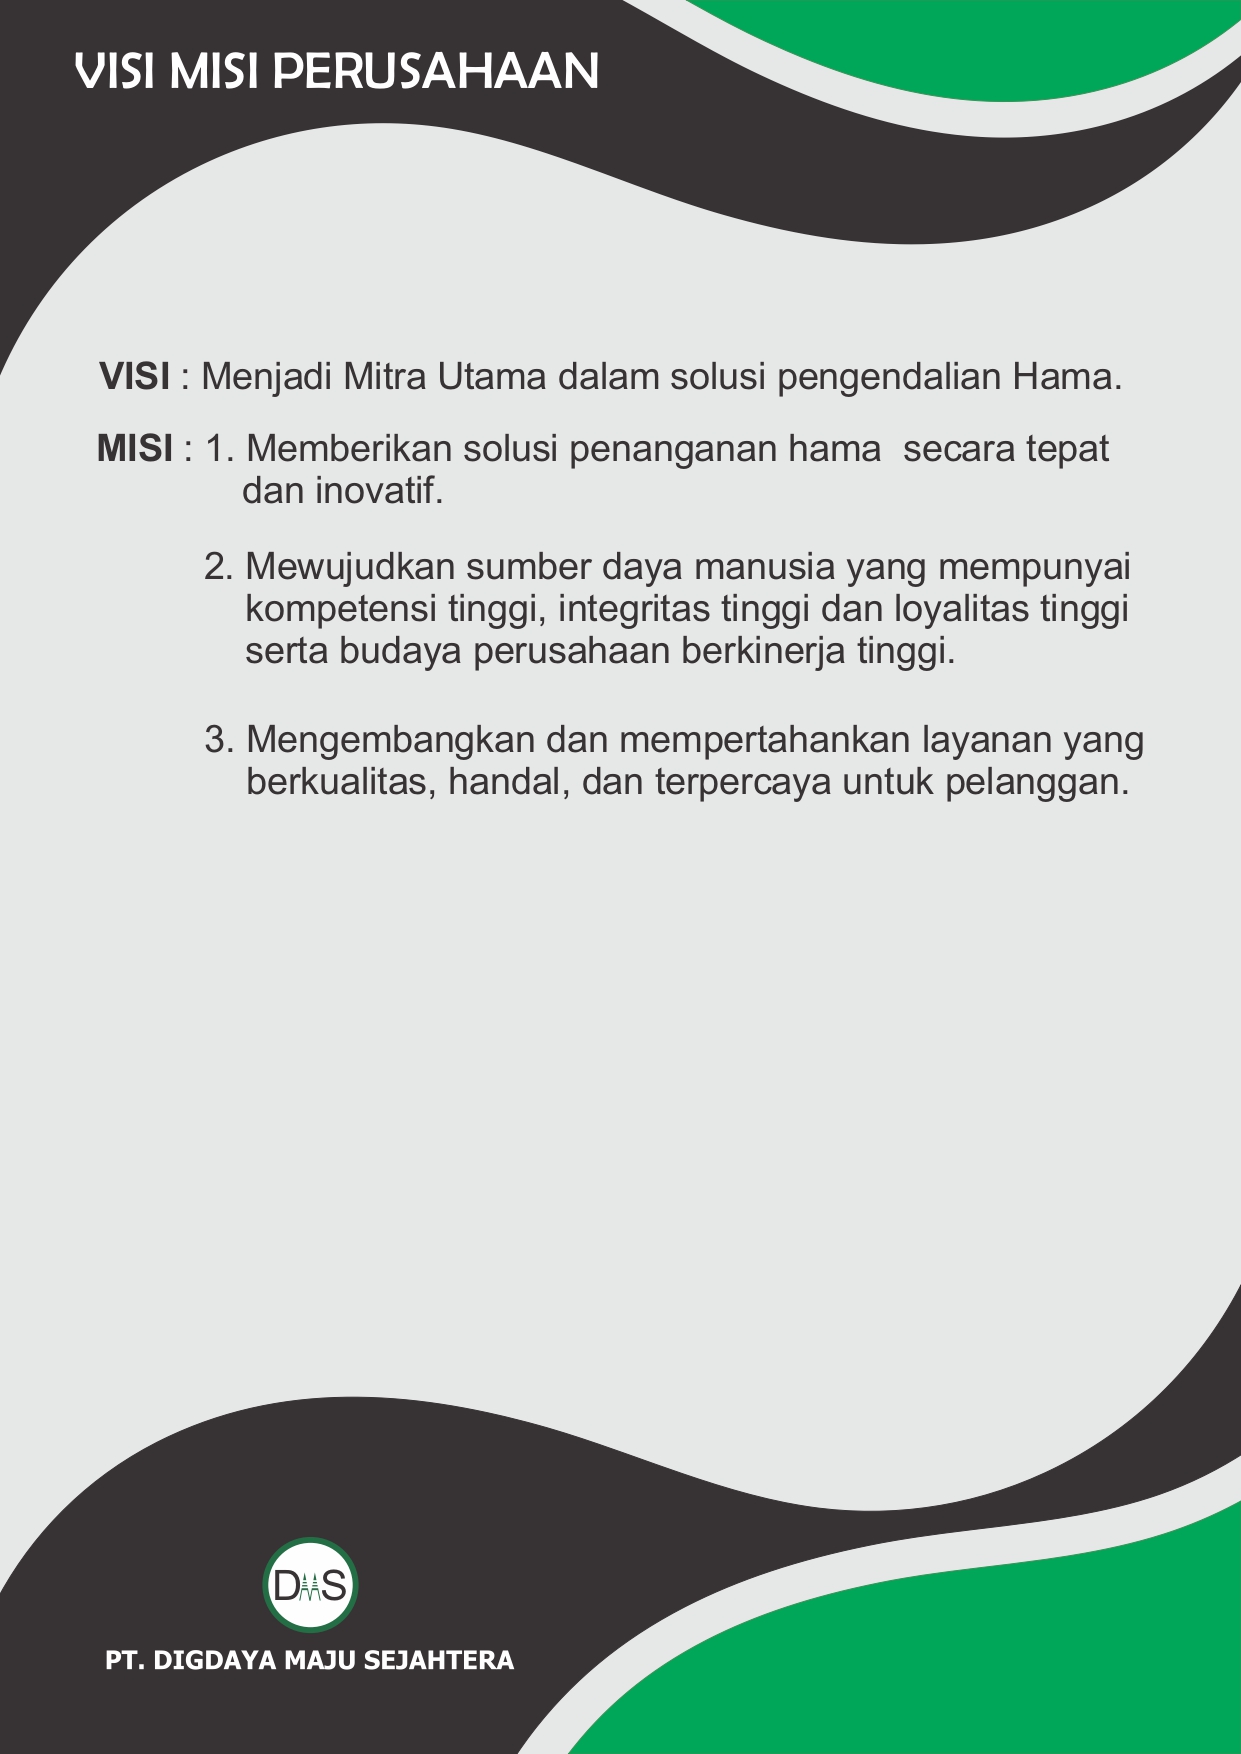 VISI MISI PERUSAHAAN
VISI : Menjadi Mitra Utama dalam solusi pengendalian Hama.
MISI : 1. Memberikan solusi penanganan hama  secara tepat
dan inovatif.
2. Mewujudkan sumber daya manusia yang mempunyai
kompetensi tinggi, integritas tinggi dan loyalitas tinggi
serta budaya perusahaan berkinerja tinggi.
3. Mengembangkan dan mempertahankan layanan yang
berkualitas, handal, dan terpercaya untuk pelanggan.
DMS
PT. DIGDAYA MAJU SEJAHTERA